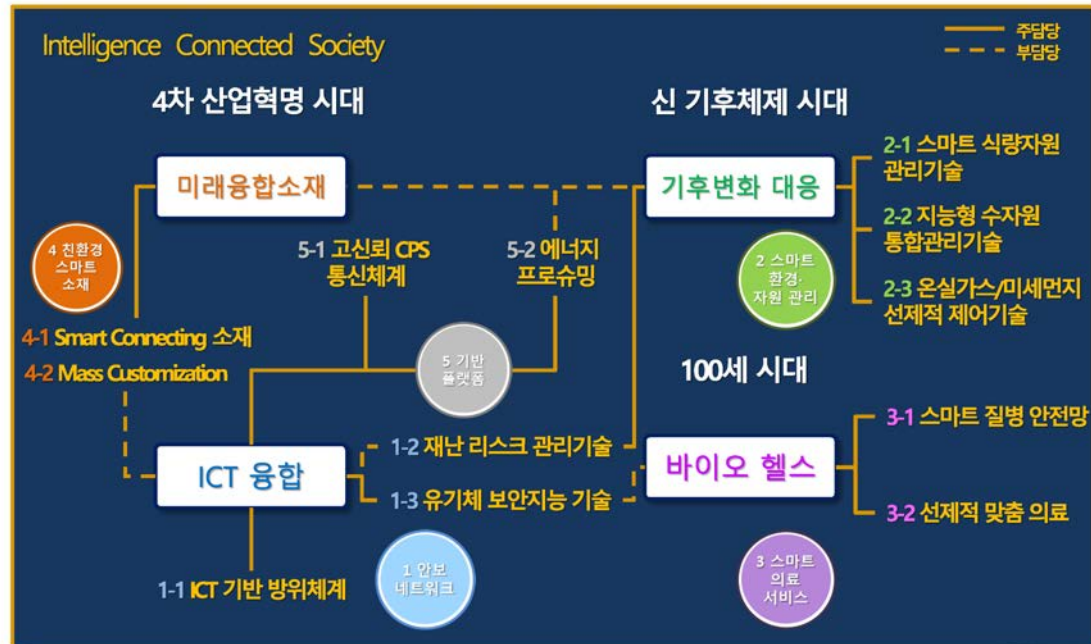 Intelligence Connected Society
주담당
부담당
4차 산업혁명 시대
신 기후체제 시대
미래융합소재
기후변화 대응
2-1 스마트 식량자원
관리기술
2-2 지능형 수자원
통합관리기술
2-3 온실가스/미세먼지
선제적 제어기술
4 친환경
스마트
소재
5-1 고신뢰 CPS
통신체계
5-2 에너지
프로슈밍
2 스마트
환경·
자원 관리
4-1 Smart Connecting 소재
4-2 Mass Customization
5 기반
플랫폼
100세 시대
ICT 융합
1-2 재난 리스크 관리기술
1-3 유기체 보안지능 기술
바이오 헬스
3-1 스마트 질병 안전망
3-2 선제적 맞춤 의료
1-1 ICT 기반 방위체계
1 안보
네트워크
3 스마트
의료
서비스